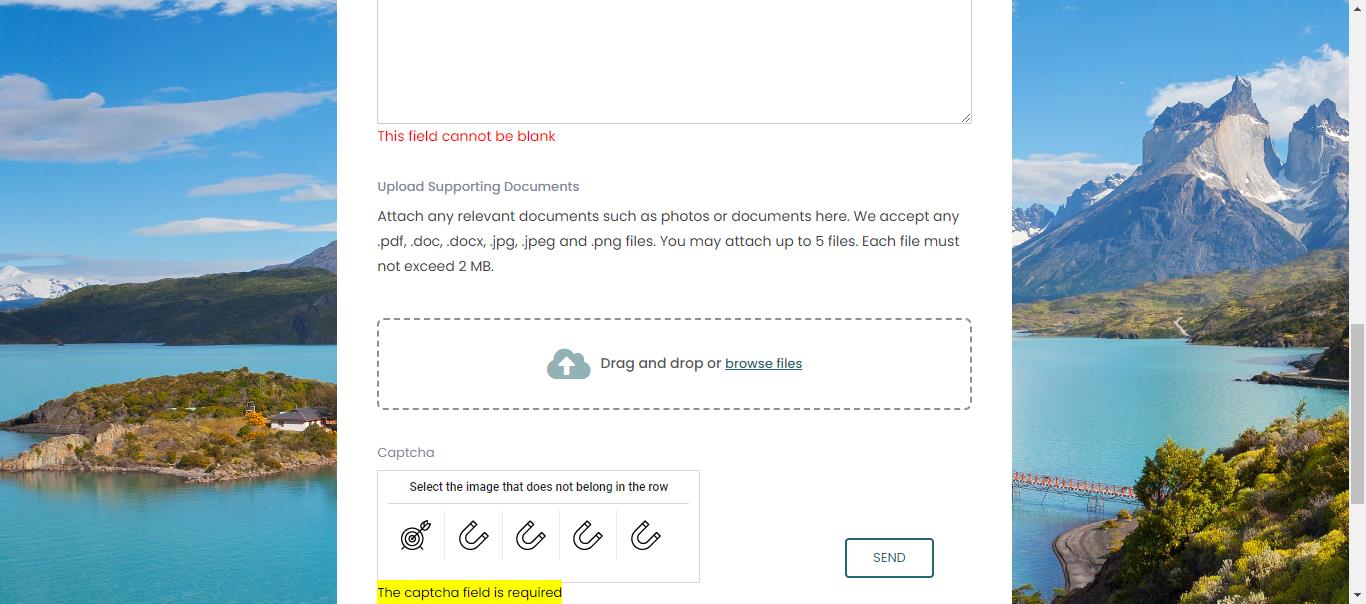 This field cannot be blank
Upload Supporting Documents
Attach any relevant documents such as photos or documents here. We accept any
.pdf, .doc, .docx, .jpg, .jpeg and .png files. You may attach up to 5 files. Each file must
not exceed 2 MB.
Drag and drop or browse files
Captcha
Select the image that does not belong in the row
SEND
The captcha field is required